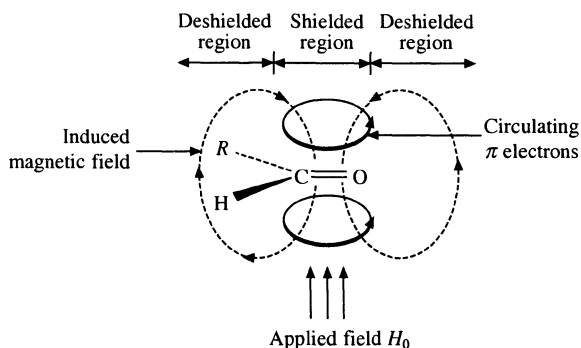 Deshielded Shielded Deshielded
region region region
Induced
magnetic field
R
C
O
H
Circulating
π electrons
Applied field H₀